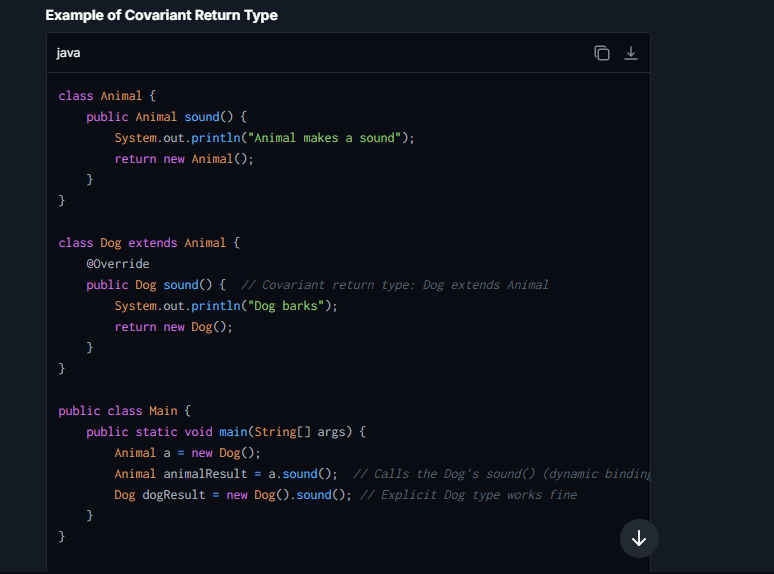 Example of Covariant Return Type
java
class Animal {
    public Animal sound() {
        System.out.println("Animal makes a sound");
        return new Animal();
    }
}
class Dog extends Animal {
    @Override
    public Dog sound() {  // Covariant return type: Dog extends Animal
        System.out.println("Dog barks");
        return new Dog();
    }
}
public class Main {
    public static void main(String[] args) {
        Animal a = new Dog();
        Animal animalResult = a.sound();  // Calls the Dog's sound() (dynamic binding
        Dog dogResult = new Dog().sound(); // Explicit Dog type works fine
    }
}